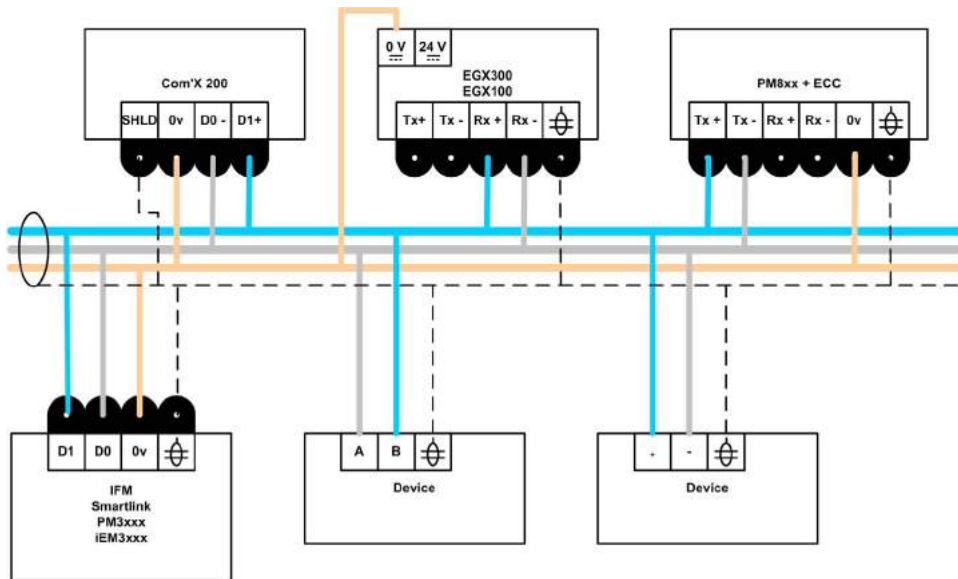 Com'X 200
SHLD 0v D0 - D1+
0 V 24 V
EGX300
EGX100
Tx+ Tx - Rx + Rx -
PM8xx + ECC
Tx + Tx - Rx + Rx - 0v
D1 D0 0v
IFM
Smartlink
PM3xxx
iEM3xxx
A B
Device
+ -
Device